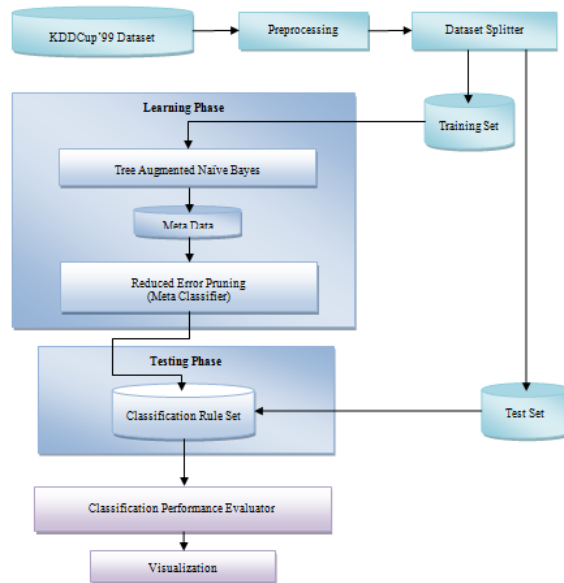 KDDCup'99 Dataset
Preprocessing
Dataset Splitter
Learning Phase
Training Set
Tree Augmented Naïve Bayes
Meta Data
Reduced Error Pruning
(Meta Classifier)
Testing Phase
Classification Rule Set
Test Set
Classification Performance Evaluator
Visualization